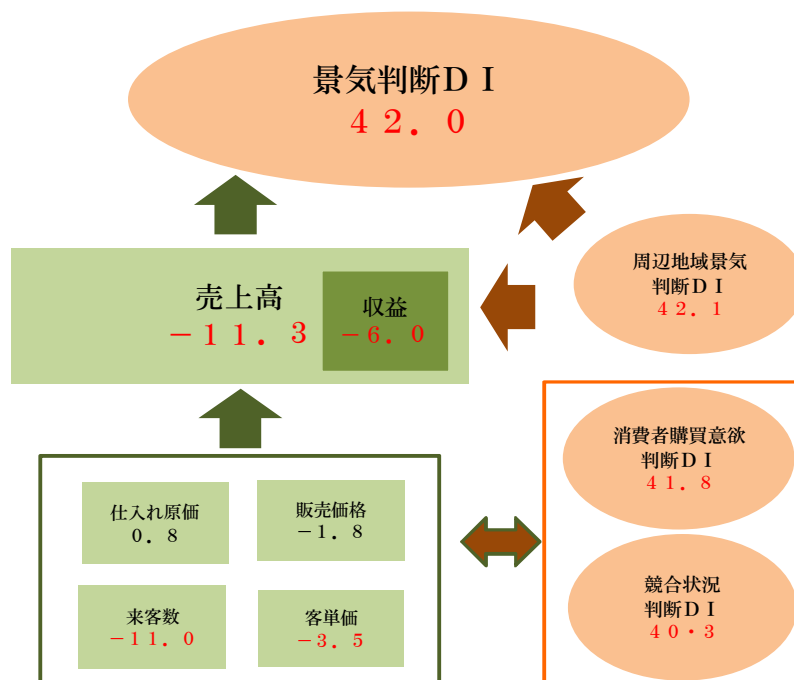 景気判断ＤＩ
４２．０
売上高
－１１．３
収益
－６．０
周辺地域景気
判断ＤＩ
４２．１
仕入れ原価
０．８
販売価格
－１．８
来客数
－１１．０
客単価
－３．５
消費者購買意欲
判断ＤＩ
４１．８
競合状況
判断ＤＩ
４０・３